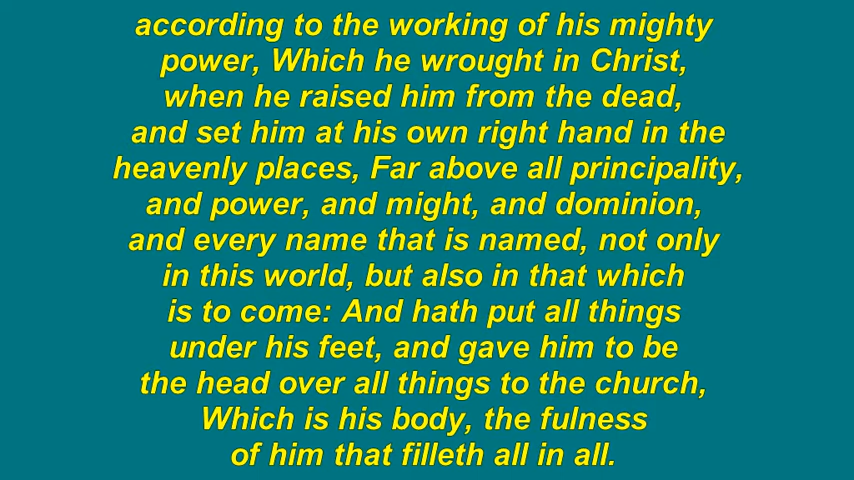 according to the working of his mighty
power, Which he wrought in Christ,
when he raised him from the dead,
and set him at his own right hand in the
heavenly places, Far above all principality,
and power, and might, and dominion,
and every name that is named, not only
in this world, but also in that which
is to come: And hath put all things
under his feet, and gave him to be
the head over all things to the church,
Which is his body, the fulness
of him that filleth all in all.